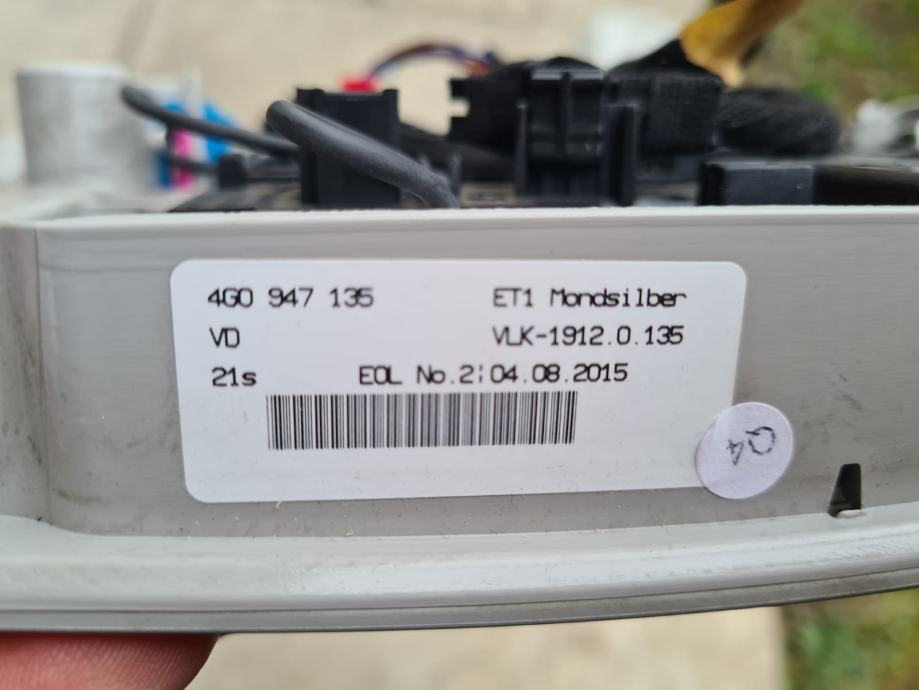 4G0 947 135 ET1 Mondsilber
VD VLK-1912.0.135
21s EOL No.2:04.08.2015
Q4